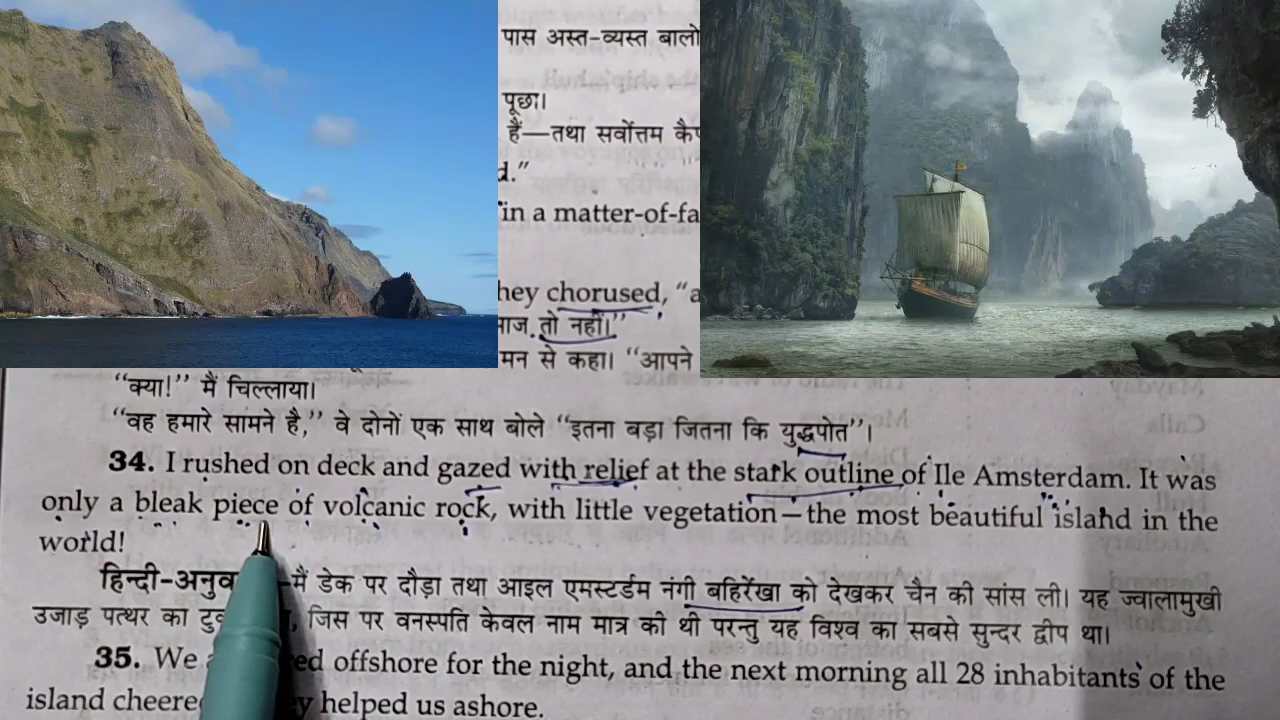 पास अस्त-व्यस्त बालो
पूछा।
हैं—तथा सर्वोत्तम कैप
d."
in a matter-of-fa
hey chorused, "a
तो नहीं।"
मन से कहा। "आपने
"क्या!" मैं चिल्लाया।
"वह हमारे सामने है," वे दोनों एक साथ बोले "इतना बड़ा जितना कि युद्धपोत"।
34. I rushed on deck and gazed with relief at the stark outline of Ile Amsterdam. It was
only a bleak piece of volcanic rock, with little vegetation—the most beautiful island in the
world!
हिन्दी-अनुवा —मैं डेक पर दौड़ा तथा आइल एमस्टर्डम नंगी बहिर्रेखा को देखकर चैन की सांस ली। यह ज्वालामुखी
उजाड़ पत्थर का टुक , जिस पर वनस्पति केवल नाम मात्र की थी परन्तु यह विश्व का सबसे सुन्दर द्वीप था।
35. We a ed offshore for the night, and the next morning all 28 inhabitants of the
island cheere y helped us ashore.